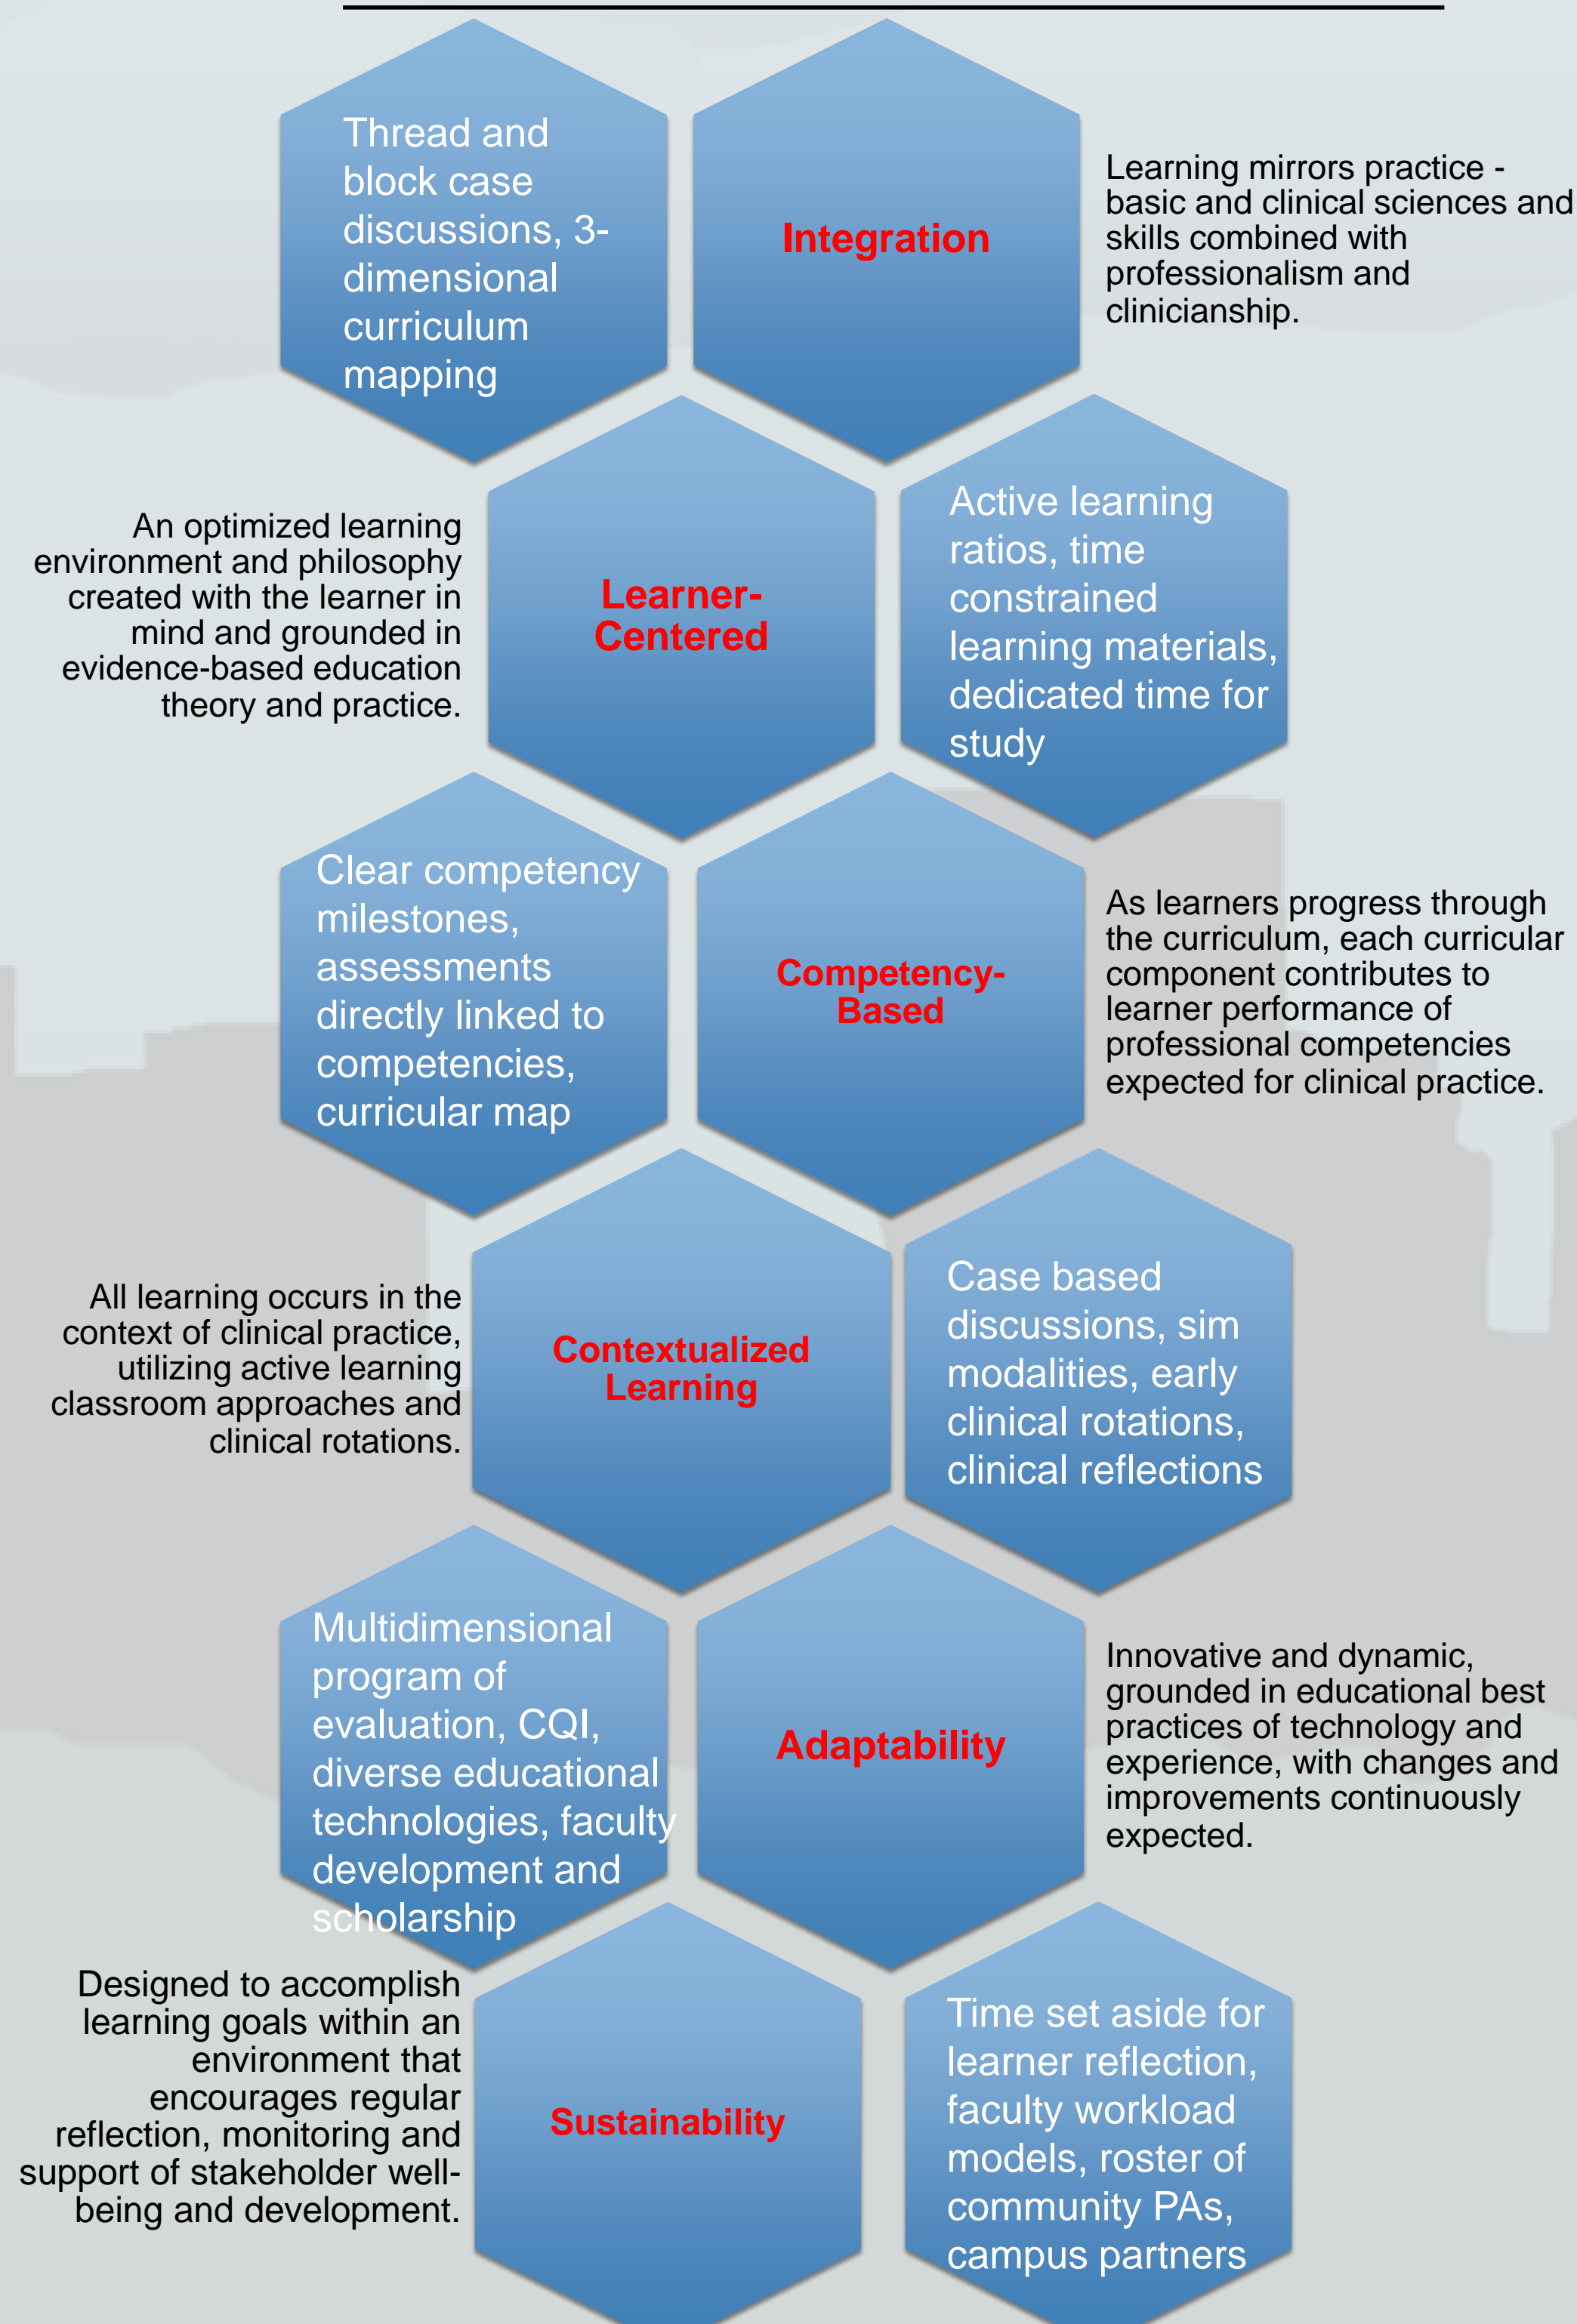 Thread and
block case
discussions, 3-
dimensional
curriculum
mapping
Integration
Learning mirrors practice -
basic and clinical sciences and
skills combined with
professionalism and
clinicianship.
An optimized learning
environment and philosophy
created with the learner in
mind and grounded in
evidence-based education
theory and practice.
Learner-
Centered
Active learning
ratios, time
constrained
learning materials,
dedicated time for
study
Clear competency
milestones,
assessments
directly linked to
competencies,
curricular map
Competency-
Based
As learners progress through
the curriculum, each curricular
component contributes to
learner performance of
professional competencies
expected for clinical practice.
All learning occurs in the
context of clinical practice,
utilizing active learning
classroom approaches and
clinical rotations.
Contextualized
Learning
Case based
discussions, sim
modalities, early
clinical rotations,
clinical reflections
Multidimensional
program of
evaluation, CQI,
diverse educational
technologies, faculty
development and
scholarship
Adaptability
Innovative and dynamic,
grounded in educational best
practices of technology and
experience, with changes and
improvements continuously
expected.
Designed to accomplish
learning goals within an
environment that
encourages regular
reflection, monitoring and
support of stakeholder well-
being and development.
Sustainability
Time set aside for
learner reflection,
faculty workload
models, roster of
community PAs,
campus partners